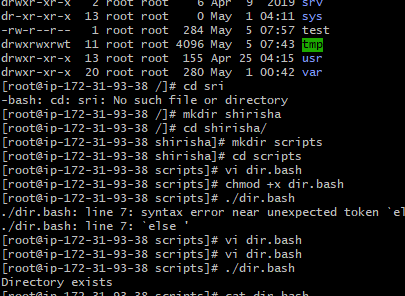 drwxr-xr-x 2 root root 6 Apr 9 2019 srv
dr-xr-xr-x 13 root root 0 May 1 04:11 sys
-rw-r--r-- 1 root root 284 May 5 07:57 test
drwxrwxrwt 11 root root 4096 May 5 07:43 tmp
drwxr-xr-x 13 root root 155 Apr 25 04:15 usr
drwxr-xr-x 20 root root 280 May 1 00:42 var
[root@ip-172-31-93-38 /]# cd sri
-bash: cd: sri: No such file or directory
[root@ip-172-31-93-38 /]# mkdir shirisha
[root@ip-172-31-93-38 /]# cd shirisha/
[root@ip-172-31-93-38 shirisha]# mkdir scripts
[root@ip-172-31-93-38 shirisha]# cd scripts
[root@ip-172-31-93-38 scripts]# vi dir.bash
[root@ip-172-31-93-38 scripts]# chmod +x dir.bash
[root@ip-172-31-93-38 scripts]# ./dir.bash
./dir.bash: line 7: syntax error near unexpected token `el
./dir.bash: line 7: `else '
[root@ip-172-31-93-38 scripts]# vi dir.bash
[root@ip-172-31-93-38 scripts]# vi dir.bash
[root@ip-172-31-93-38 scripts]# ./dir.bash
Directory exists
[root@ip-172-31-93-38 scripts]# cat dir.bash